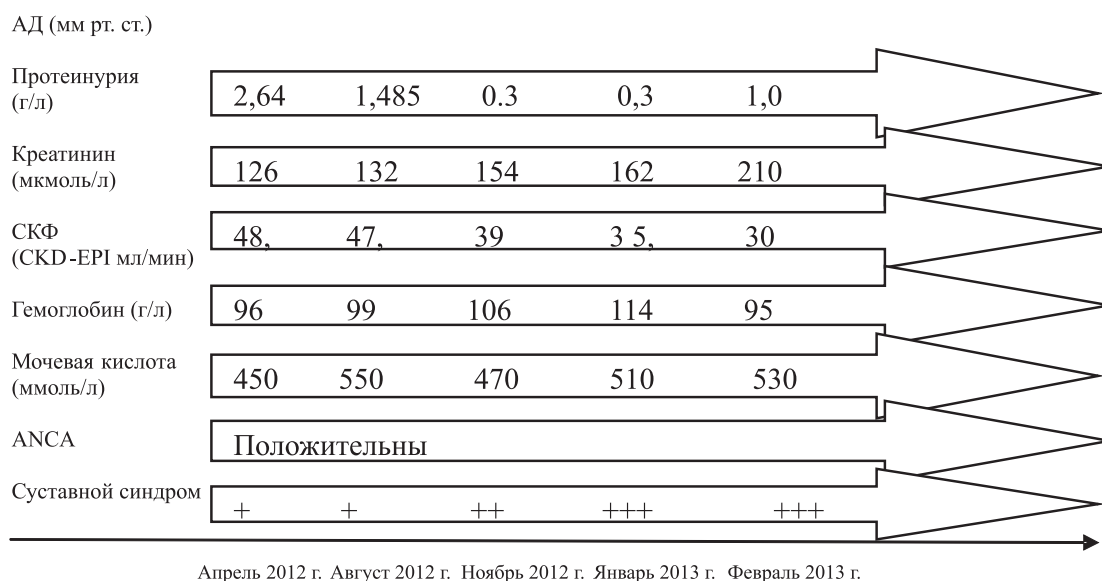 АД (мм рт. ст.)
Протеинурия
(г/л)
2,64 1,485 0.3 0,3 1,0
Креатинин
(мкмоль/л)
126 132 154 162 210
СКФ
(CKD-EPI мл/мин)
48, 47, 39 3 5, 30
Гемоглобин (г/л)
96 99 106 114 95
Мочевая кислота
(ммоль/л)
450 550 470 510 530
ANCA
Положительны
Суставной синдром
+ + ++ +++ +++
Апрель 2012 г. Август 2012 г. Ноябрь 2012 г. Январь 2013 г. Февраль 2013 г.